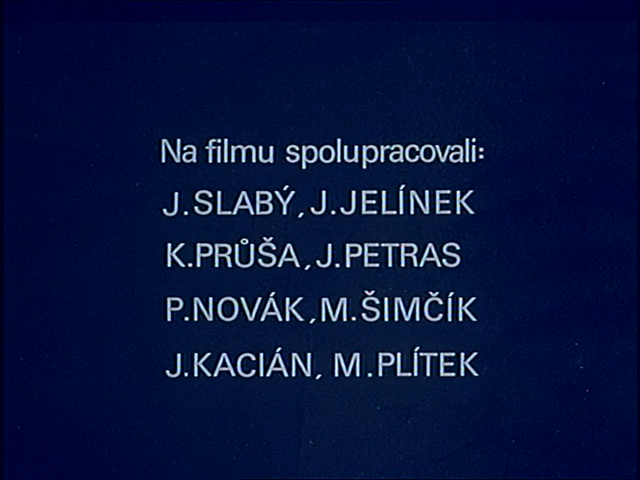 Na filmu spolupracovali:
J.SLABÝ, J.JELÍNEK
K.PRŮŠA, J.PETRAS
P.NOVÁK, M.ŠIMČÍK
J.KACIÁN, M.PLÍTEK